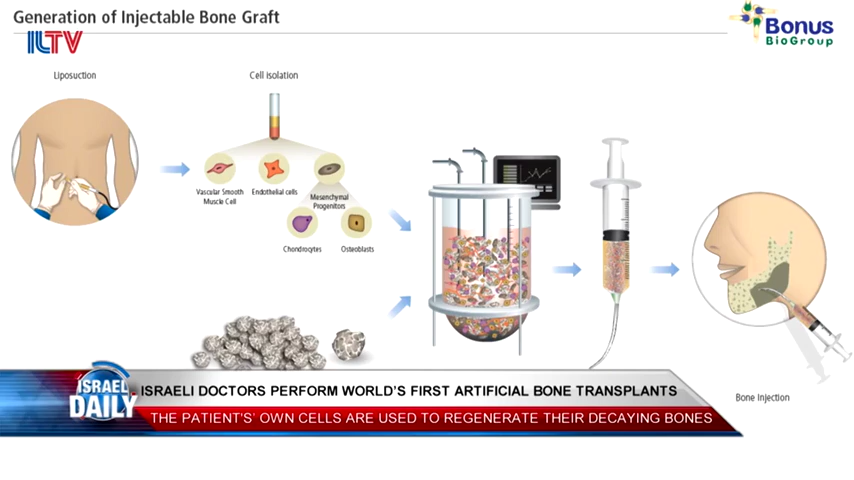 Generation of Injectable Bone Graft
ILTV
Bonus
BioGroup
Liposuction
Cell isolation
Vascular Smooth
Muscle Cell
Endothelial cells
Mesenchymal
Progenitors
Chondrocytes
Osteoblasts
Bone Injection
ISRAEL
DAILY
ISRAELI DOCTORS PERFORM WORLD'S FIRST ARTIFICIAL BONE TRANSPLANTS
THE PATIENT'S' OWN CELLS ARE USED TO REGENERATE THEIR DECAYING BONES